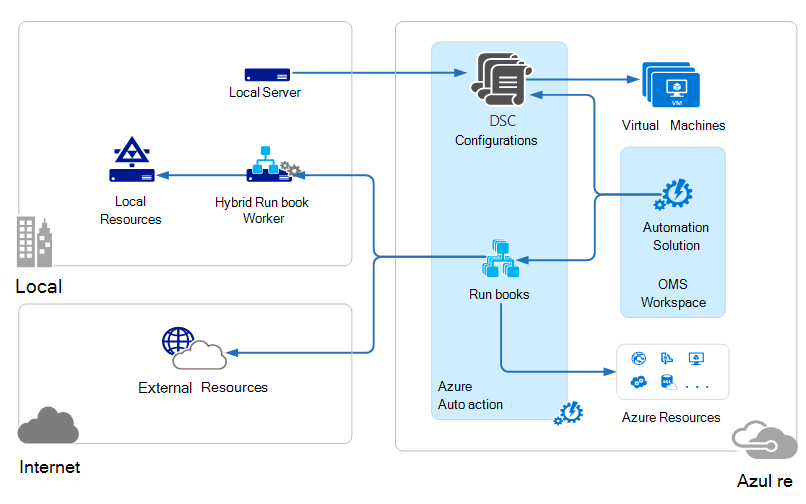 Local Server
Local
Resources
Hybrid Run book
Worker
Local
External Resources
Internet
DSC
Configurations
Run books
Azure
Auto action
VM
Virtual Machines
Automation
Solution
OMS
Workspace
SQL
. . .
Azure Resources
Azul re